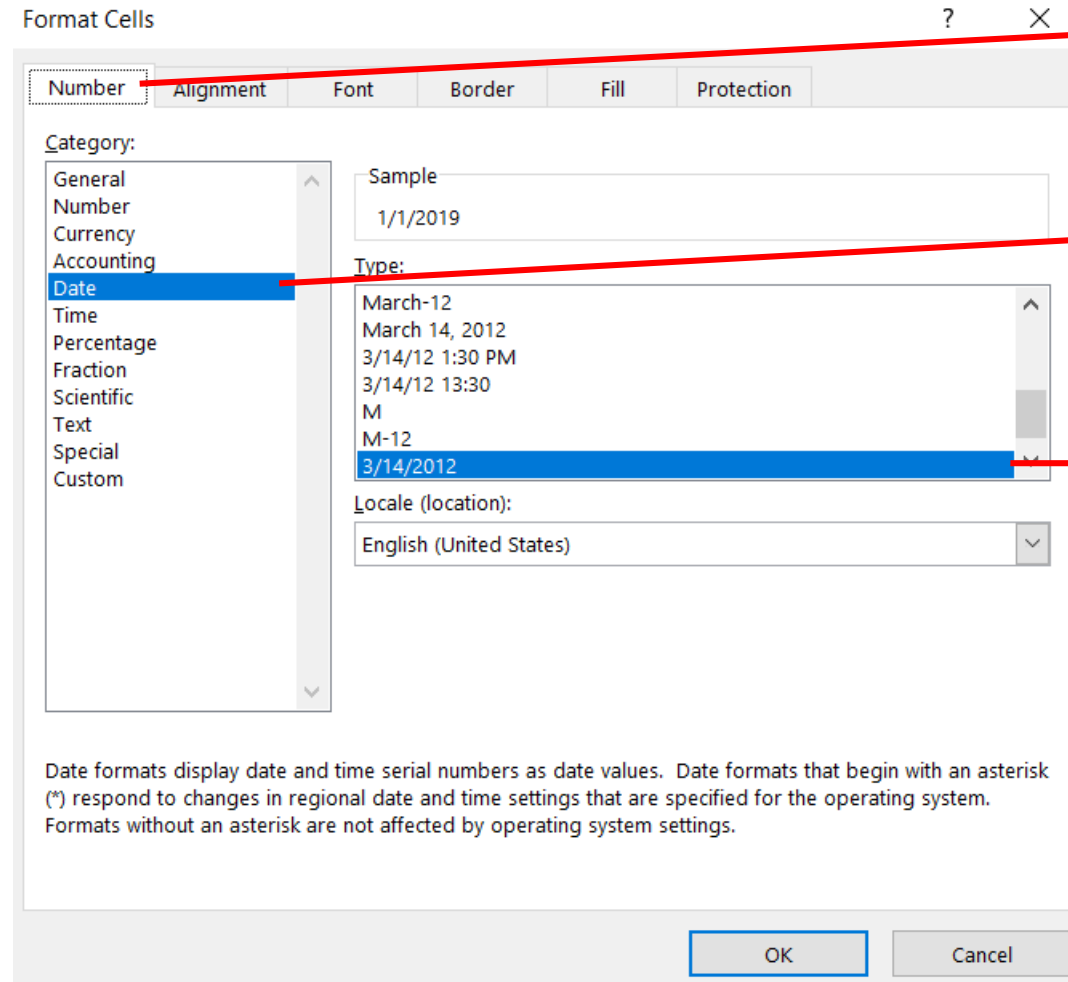 Format Cells ?
Number Alignment Font Border Fill Protection
Category:
General
Number
Currency
Accounting
Date
Time
Percentage
Fraction
Scientific
Text
Special
Custom
Sample
1/1/2019
Type:
March-12
March 14, 2012
3/14/12 1:30 PM
3/14/12 13:30
M
M-12
3/14/2012
Locale (location):
English (United States)
Date formats display date and time serial numbers as date values.  Date formats that begin with an asterisk
(*) respond to changes in regional date and time settings that are specified for the operating system.
Formats without an asterisk are not affected by operating system settings.
OK Cancel